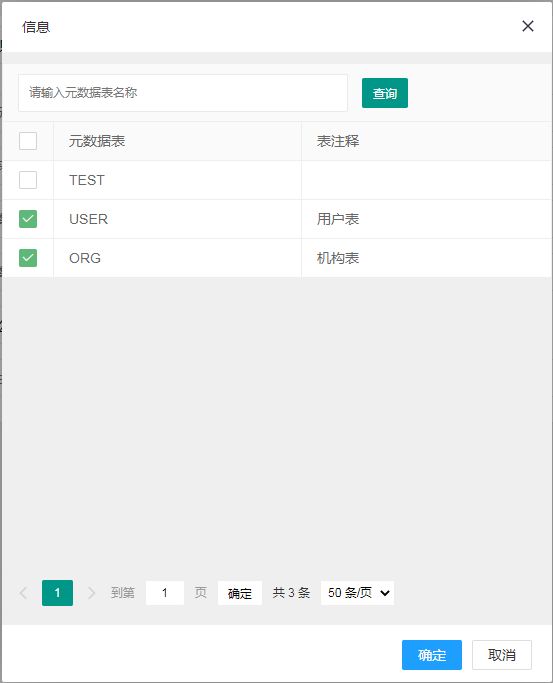 信息
请输入元数据表名称 查询
元数据表 表注释
TEST
USER 用户表
ORG 机构表
1 到第 1 页 确定 共 3 条 50 条/页
确定 取消